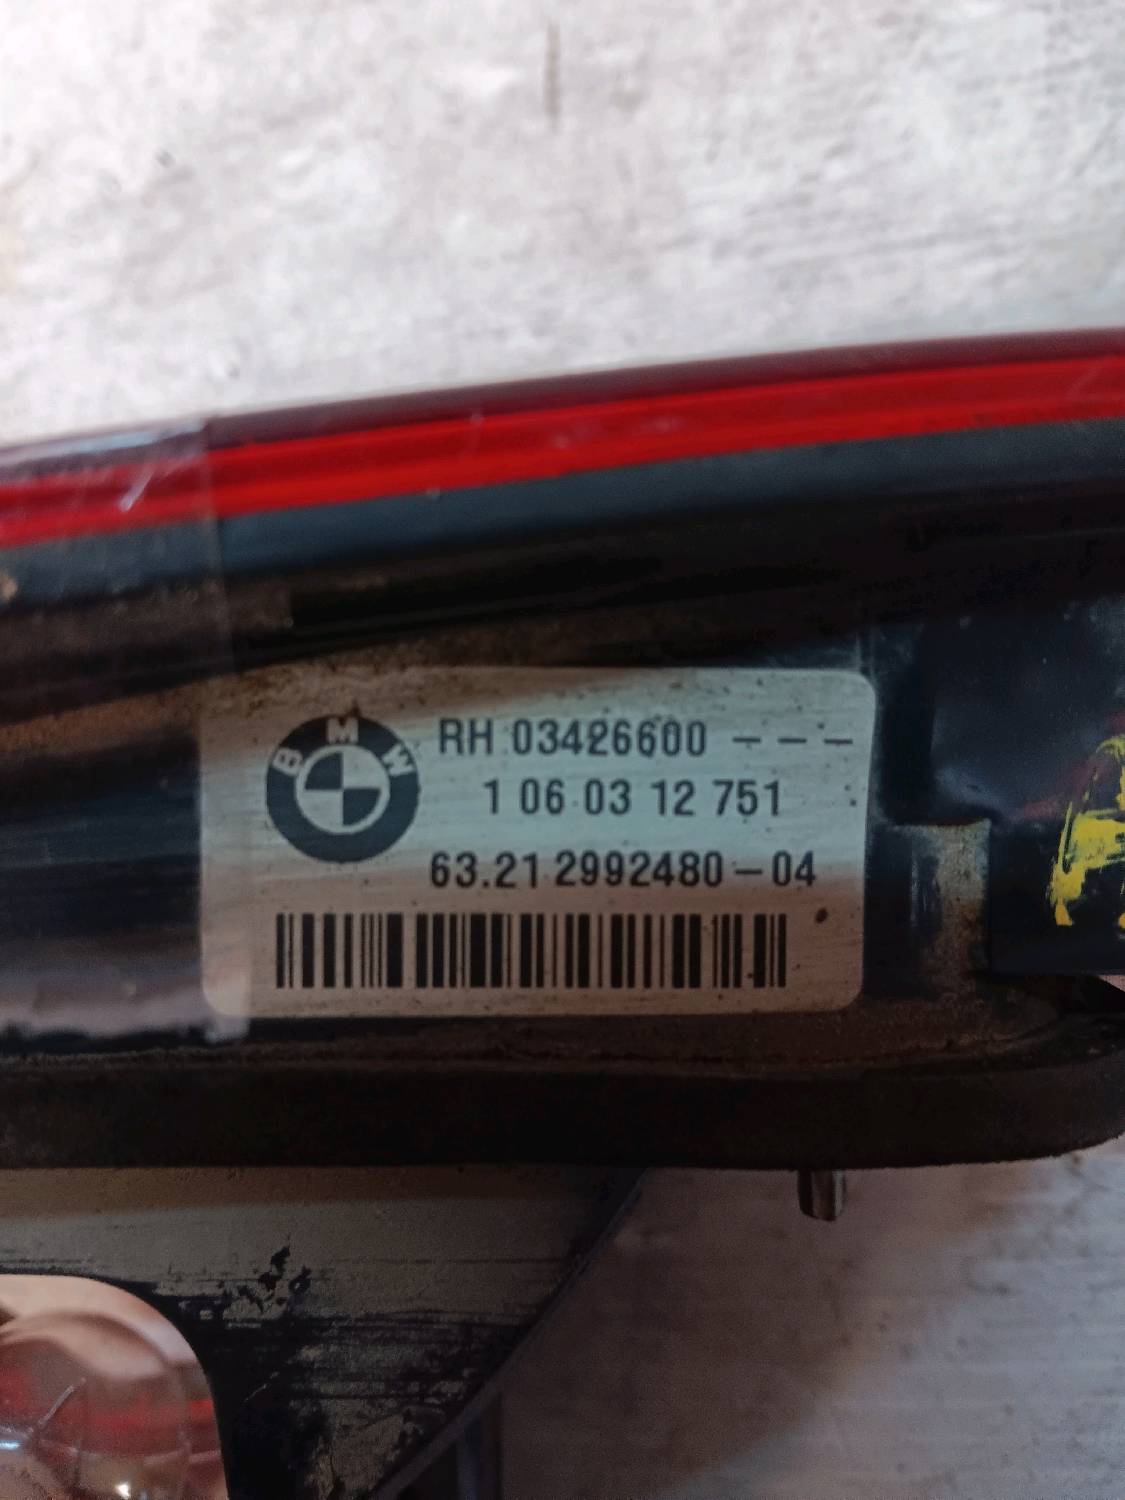 BMW
RH 03426600 - - -
1 06 03 12 751
63.21 2992480-04